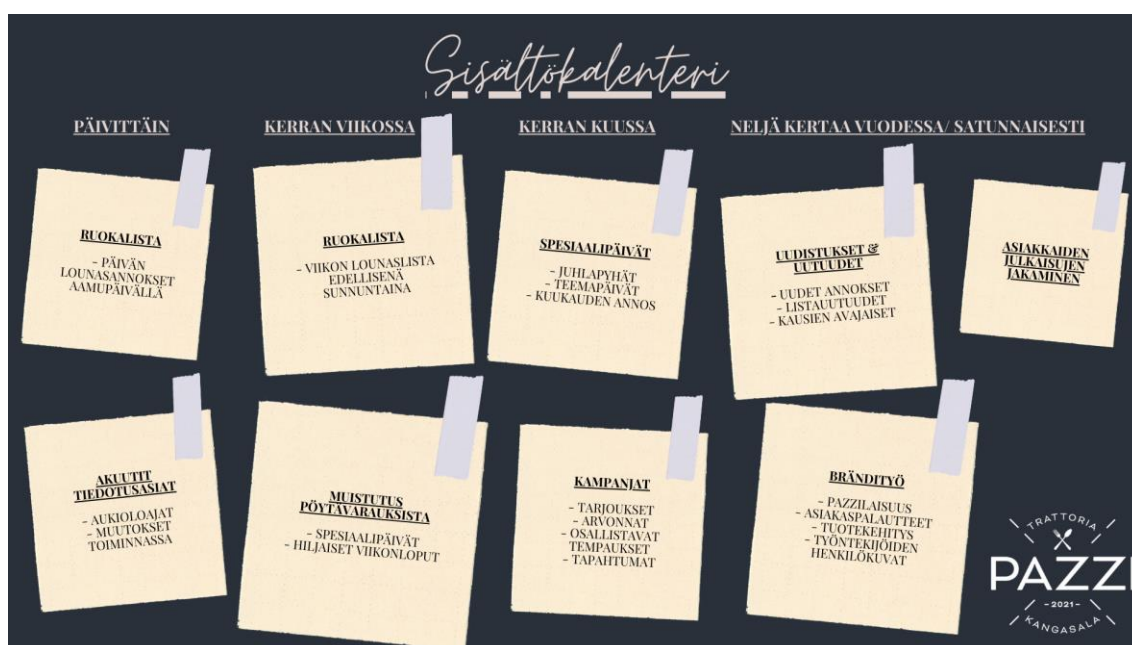 Sisältökalenteri
PÄIVITTÄIN
KERRAN VIIKOSSA
KERRAN KUUSSA
NELJÄ KERTAA VUODESSA/ SATUNNAISESTI
RUOKALISTA
- PÄIVÄN
LOUNASANNOKSET
AAMUPÄIVÄLLÄ
RUOKALISTA
- VIIKON LOUNASLISTA
EDELLISENÄ
SUNNUNTAINA
SPESIAALIPÄIVÄT
- JUHLAPYHÄT
- TEEMAPÄIVÄT
- KUUKAUDEN ANNOS
UUDISTUKSET &
UUTUUDET
- UUDET ANNOKSET
- LISTAUUTUUDET
- KAUSIEN AVAJAISET
ASIAKKAIDEN
JULKAISUJEN
JAKAMINEN
AKUUTIT
TIEDOTUSASIAT
- AUKIOLOAJAT
- MUUTOKSET
TOIMINNASSA
MUISTUTUS
PÖYTÄVARAUKSISTA
- SPESIAALIPÄIVÄT
- HILJAISET VIIKONLOPUT
KAMPANJAT
- TARJOUKSET
- ARVONNAT
- OSALLISTAVAT
TEMPAUKSET
- TAPAHTUMAT
BRÄNDITYÖ
- PAZZILAISUUS
- ASIAKASPALAUTTEET
- TUOTEKEHITYS
- TYÖNTEKIJÖIDEN
HENKILÖKUVAT
TRATTORIA
PAZZI
- 2021 -
KANGASALA